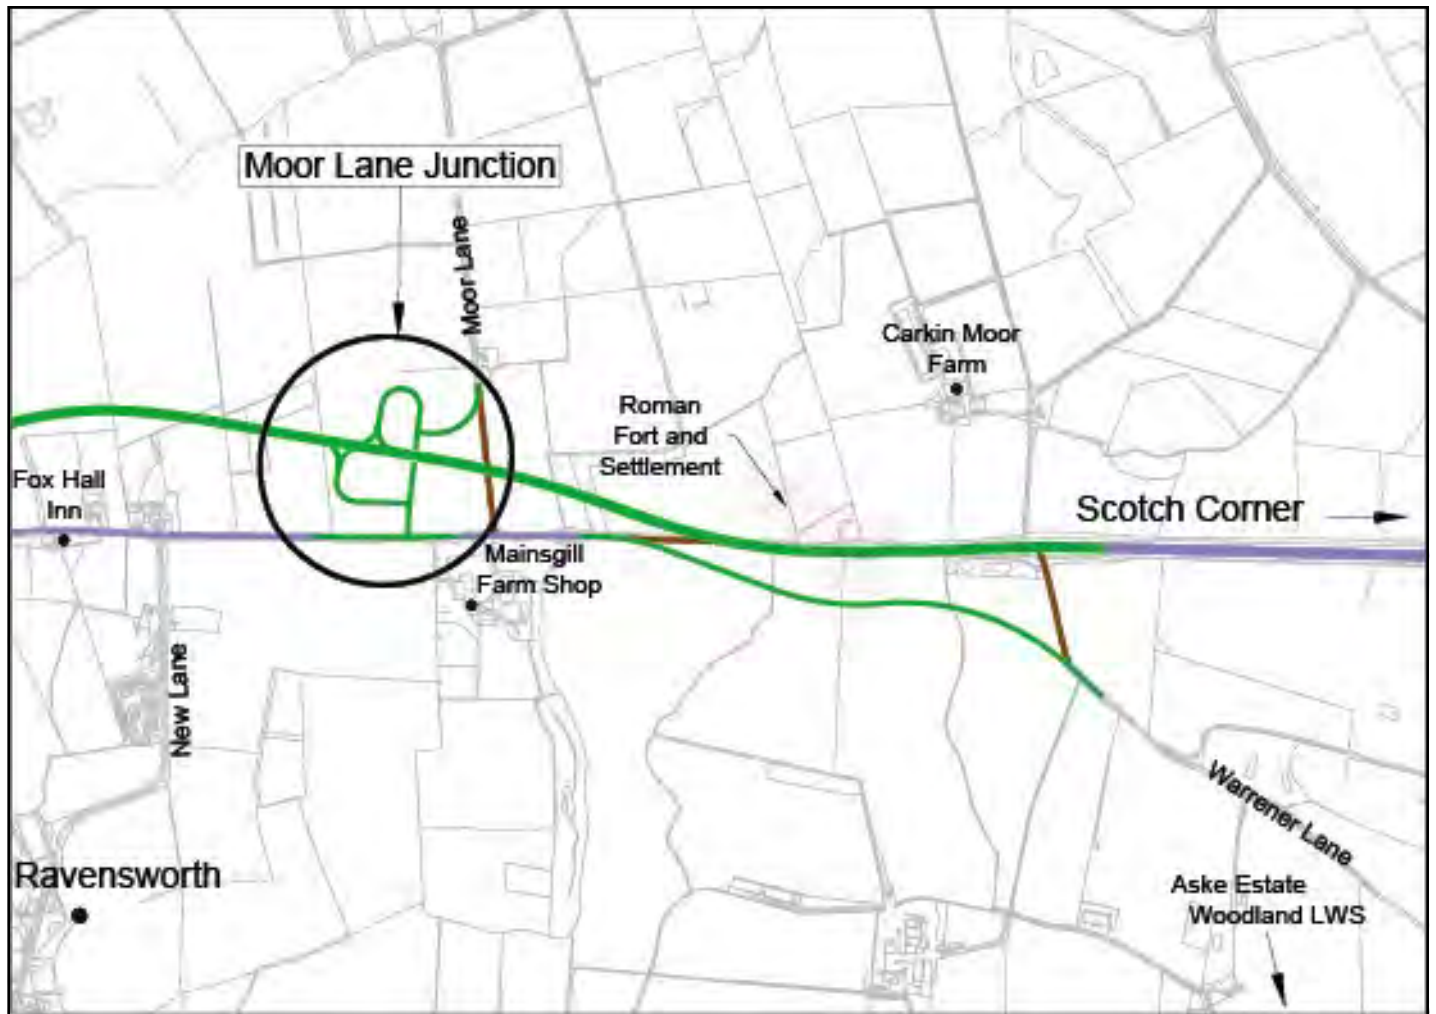 Moor Lane Junction
Moor Lane
Carkin Moor
Farm
Roman
Fort and
Settlement
Fox Hall
Inn
Scotch Corner
Mainsgill
Farm Shop
New Lane
Warrener Lane
Ravensworth
Aske Estate
Woodland LWS